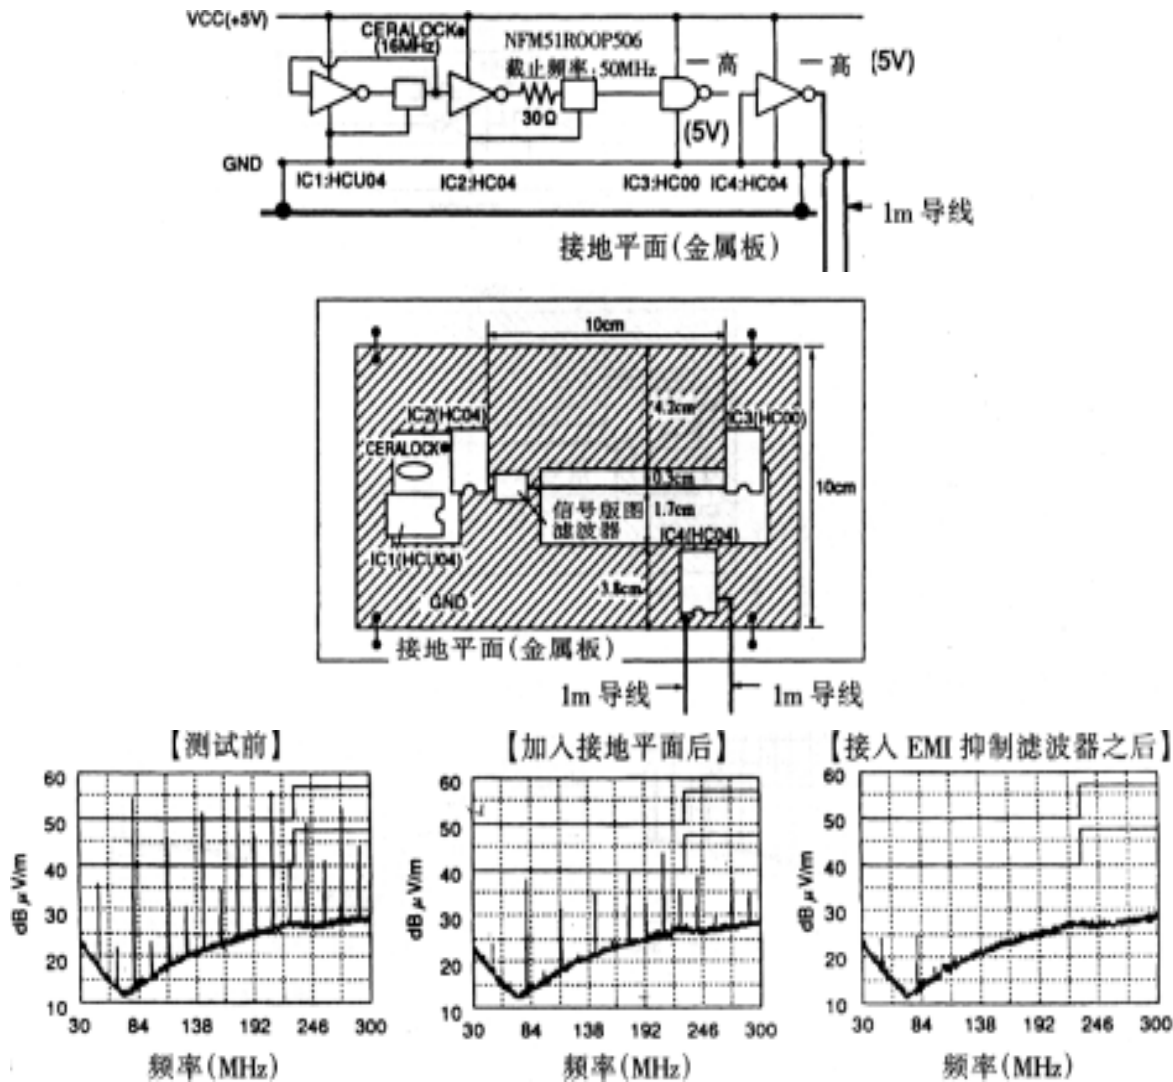 VCC(+5V)
CERALOCK®
(16MHz)
NFM51ROOP506
截止频率:50MHz
一高
一高 (5V)
30Ω
(5V)
GND
IC1:HCU04
IC2:HC04
IC3:HC00
IC4:HC04
1m 导线
接地平面(金属板)
10cm
IC2(HC04)
4.2cm
IC3(HC00)
CERALOCK®
0.3cm
10cm
信号版图
1.7cm
滤波器
IC4(HC04)
IC1(HCU04)
3.8cm
GND
接地平面(金属板)
1m 导线
1m 导线
【测试前】
【加入接地平面后】
【接入 EMI 抑制滤波器之后】
60
50
40
30
20
10
dBμV/m
30 84 138 192 246 300
频率(MHz)
60
50
40
30
20
10
dBμV/m
30 84 138 192 246 300
频率(MHz)
60
50
40
30
20
10
dBμV/m
30 84 138 192 246 300
频率(MHz)